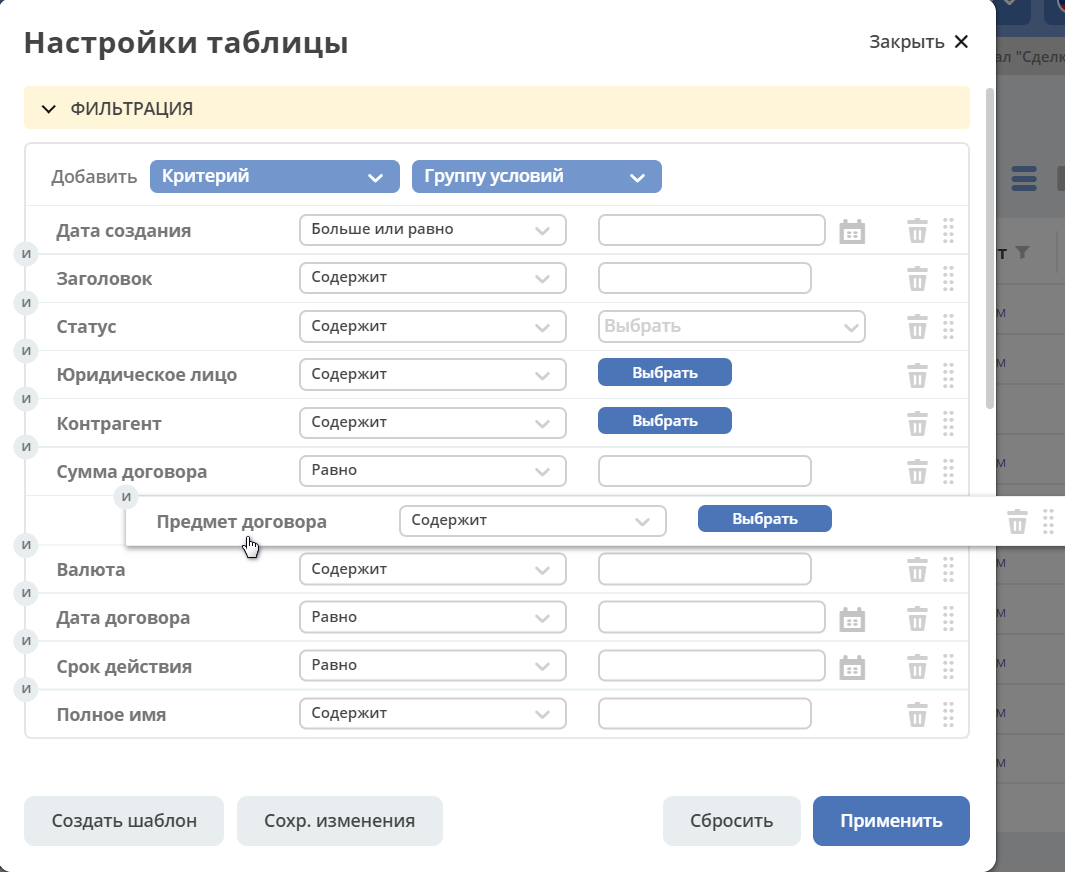 Настройки таблицы
Закрыть
ал "Сделк
ФИЛЬТРАЦИЯ
Добавить Критерий Группу условий
Дата создания Больше или равно
и
т
Заголовок Содержит
и
м
Статус Содержит Выбрать
и
м
Юридическое лицо Содержит Выбрать
и
Контрагент Содержит Выбрать
и
м
Сумма договора Равно
и
Предмет договора Содержит Выбрать
и
м
Валюта Содержит
и
м
Дата договора Равно
и
м
Срок действия Равно
и
м
Полное имя Содержит
м
Создать шаблон Сохр. изменения Сбросить Применить